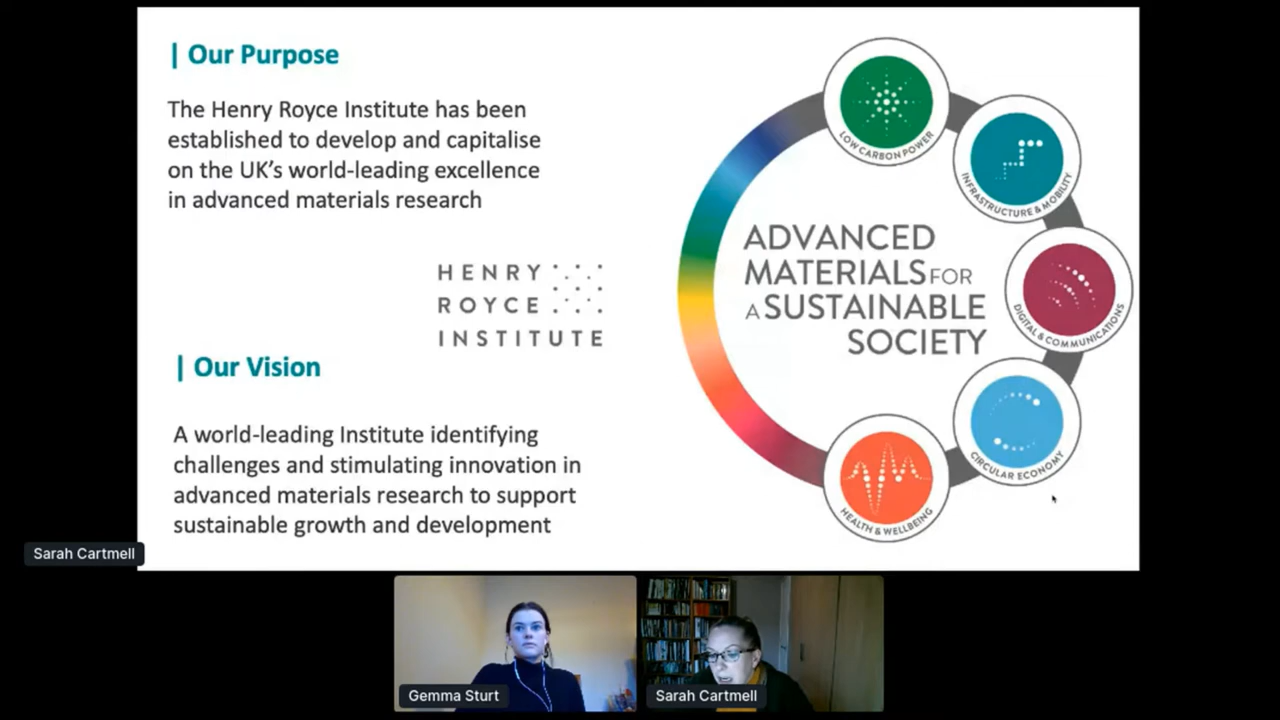 | Our Purpose
The Henry Royce Institute has been
established to develop and capitalise
on the UK's world-leading excellence
in advanced materials research
HENRY
ROYCE
INSTITUTE
| Our Vision
A world-leading Institute identifying
challenges and stimulating innovation in
advanced materials research to support
sustainable growth and development
LOW CARBON POWER
INFRASTRUCTURE & MOBILITY
DIGITAL & COMMUNICATIONS
CIRCULAR ECONOMY
HEALTH & WELLBEING
ADVANCED
MATERIALS FOR
A SUSTAINABLE
SOCIETY
Sarah Cartmell
Gemma Sturt
Sarah Cartmell